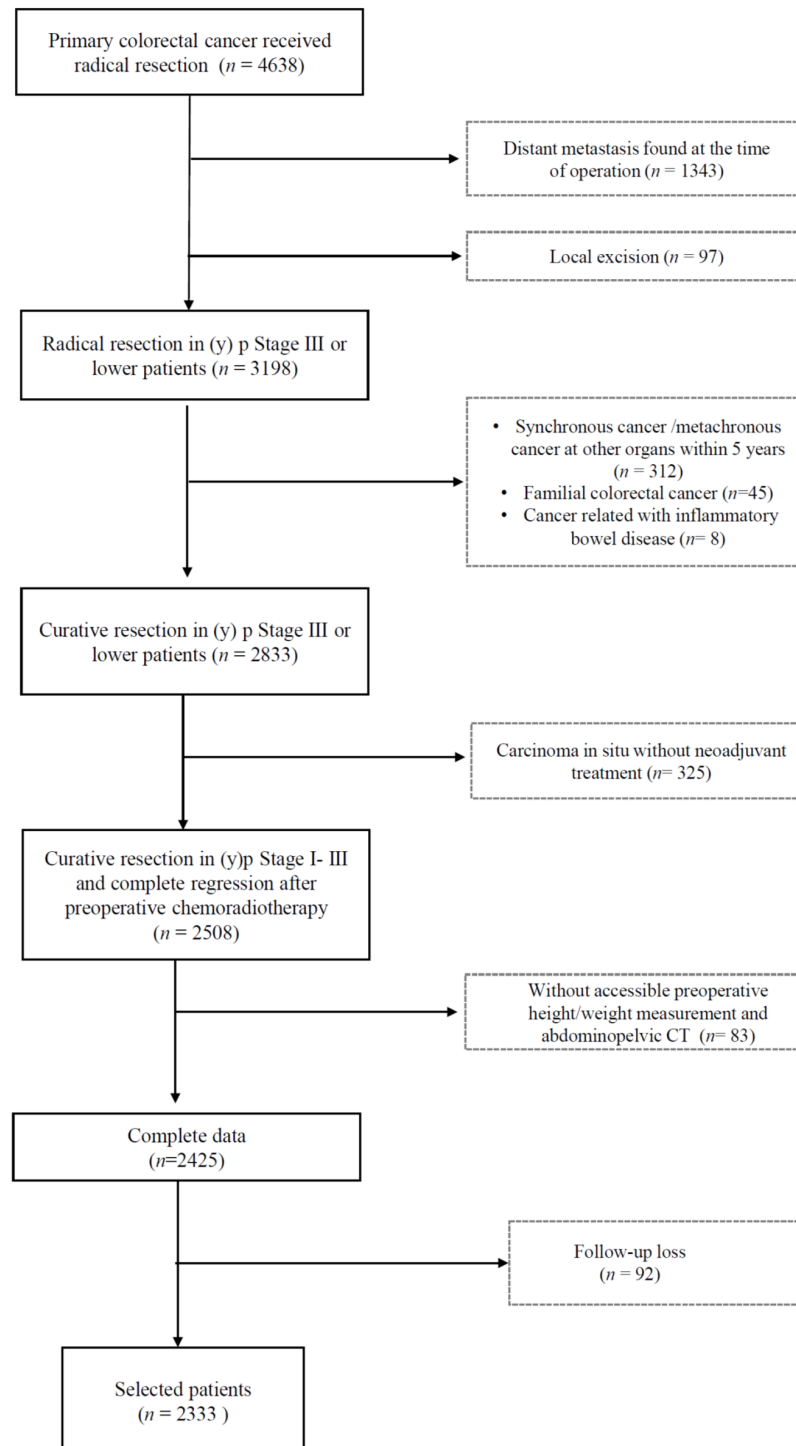 Primary colorectal cancer received
radical resection (n = 4638)
Distant metastasis found at the time
of operation (n = 1343)
Local excision (n = 97)
Radical resection in (y) p Stage III or
lower patients (n = 3198)
• Synchronous cancer /metachronous
cancer at other organs within 5 years
(n = 312)
• Familial colorectal cancer (n=45)
• Cancer related with inflammatory
bowel disease (n= 8)
Curative resection in (y) p Stage III or
lower patients (n = 2833)
Carcinoma in situ without neoadjuvant
treatment (n= 325)
Curative resection in (y)p Stage I- III
and complete regression after
preoperative chemoradiotherapy
(n = 2508)
Without accessible preoperative
height/weight measurement and
abdominopelvic CT (n= 83)
Complete data
(n=2425)
Follow-up loss
(n = 92)
Selected patients
(n = 2333 )